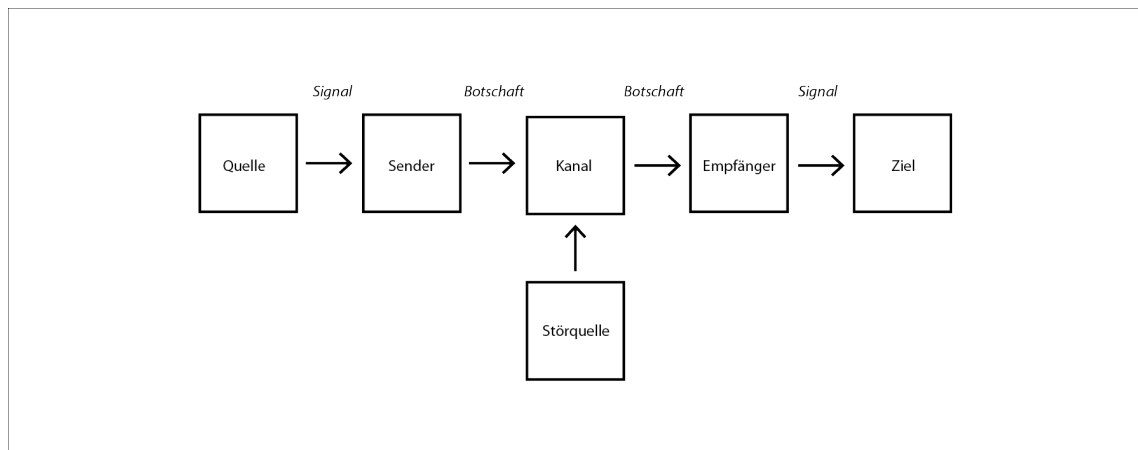 Signal
Botschaft
Botschaft
Signal
Quelle
Sender
Kanal
Empfänger
Ziel
Störquelle